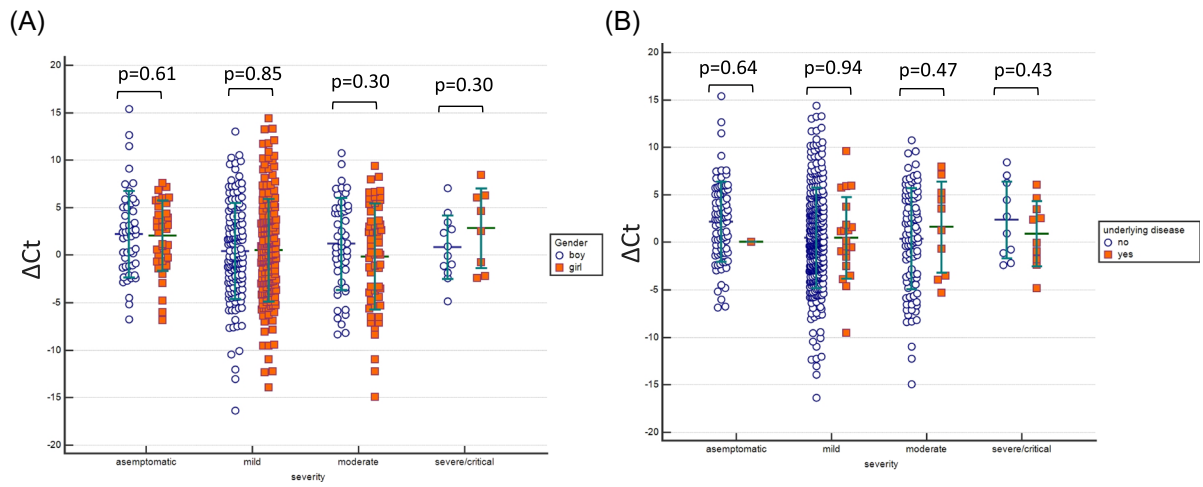 (A)
p=0.61 p=0.85 p=0.30 p=0.30
ΔCt
20
15
10
5
0
-5
-10
-15
-20
asemptomatic mild moderate severe/critical
severity
Gender
boy
girl
(B)
p=0.64 p=0.94 p=0.47 p=0.43
ΔCt
20
15
10
5
0
-5
-10
-15
-20
asemptomatic mild moderate severe/critical
severity
underlying disease
no
yes